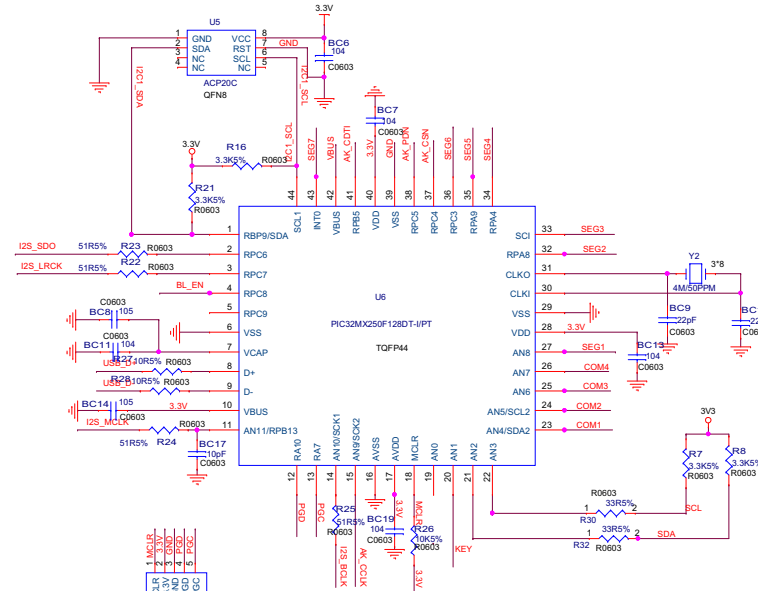 U5
3.3V
1 GND VCC 8
2 SDA RST 7 GND
3 NC SCL 6
4 NC NC 5
ACP20C
QFN8
BC6
104
C0603
I2C1_SDA
I2C1_SCL
BC7
104
C0603
3.3V
R16
3.3K5% R0603
R21
3.3K5%
R0603
I2C1_SCL
SEG7
VBUS
AK_CDTI
3.3V
GND
AK_PDN
AK_CSN
SEG6
SEG5
SEG4
44 43 42 41 40 39 38 37 36 35 34
SCL1 INT0 VBUS RPB5 VDD VSS RPC5 RPC4 RPC3 RPA9 RPA4
1 RBP9/SDA
I2S_SDO 51R5% R23 R0603 2 RPC6
I2S_LRCK 51R5% R22 R0603 3 RPC7
BL_EN 4 RPC8
5 RPC9
C0603
BC8 105
6 VSS
BC11 104
C0603
7 VCAP
USB_D+ R27 10R5% R0603 8 D+
USB_D- R28 10R5% R0603 9 D-
BC14 105 C0603 3.3V 10 VBUS
I2S_MCLK 11 AN11/RPB13
51R5% R24 R0603
BC17
10pF
C0603
U6
PIC32MX250F128DT-I/PT
TQFP44
SCI 33 SEG3
RPA8 32 SEG2
CLKO 31
CLKI 30
VSS 29
VDD 28 3.3V
AN8 27 SEG1
AN7 26 COM4
AN6 25 COM3
AN5/SCL2 24 COM2
AN4/SDA2 23 COM1
Y2
3*8
4M/50PPM
BC9
22pF
C0603
BC13
104
C0603
RA10 RA7 AN10/SCK1 AN9/SCK2 AVSS AVDD MCLR AN0 AN1 AN2 AN3
12 13 14 15 16 17 18 19 20 21 22
PGD
PGC
R25
51R5%
R0603
I2S_BCLK
AK_CCLK
BC19
104
C0603
3.3V
MCLR
R26
10K5%
R0603
3.3V
KEY
3V3
R7
3.3K5%
R0603
R8
3.3K5%
R0603
R0603
1 33R5% 2 SCL
R30
1 33R5% 2 SDA
R32 R0603
1 MCLR
2 3.3V
3 GND
4 PGD
5 PGC